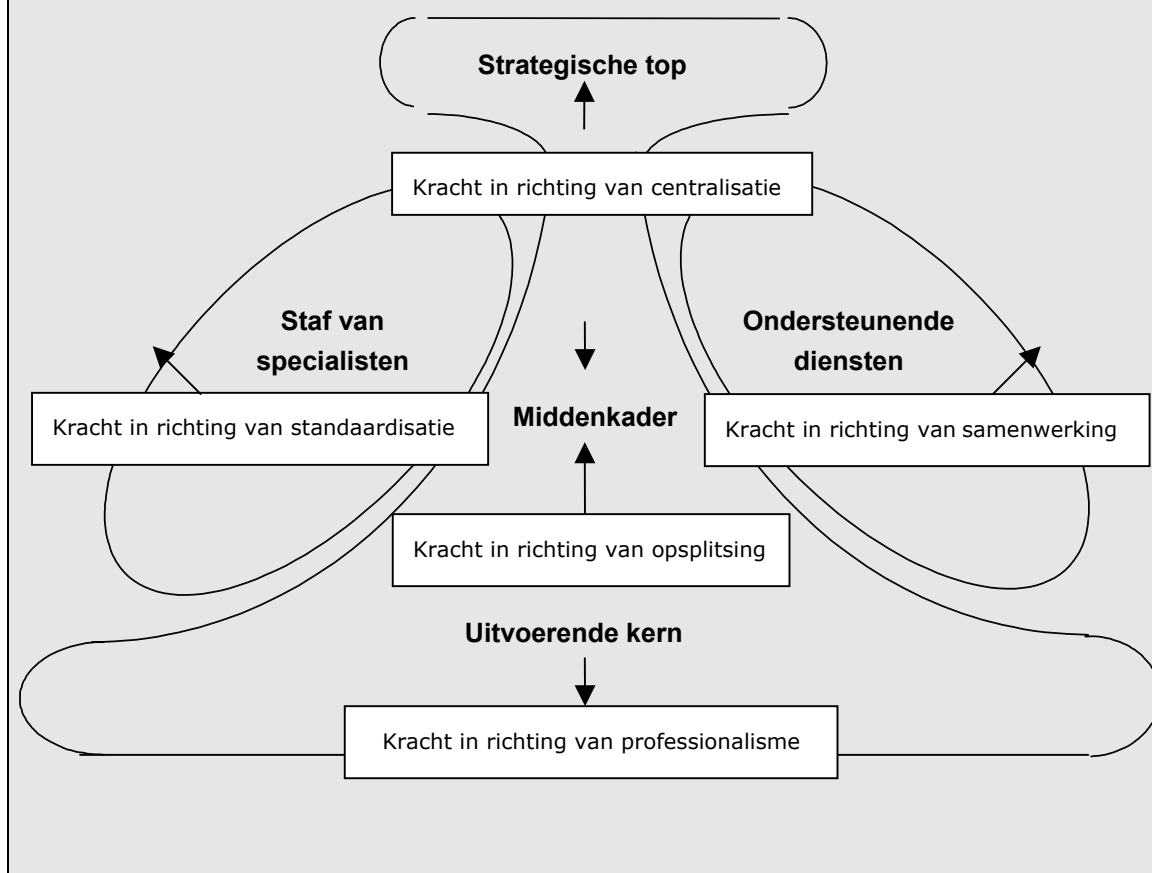 Strategische top
Kracht in richting van centralisatie
Staf van
specialisten
Ondersteunende
diensten
Kracht in richting van standaardisatie
Middenkader
Kracht in richting van samenwerking
Kracht in richting van opsplitsing
Uitvoerende kern
Kracht in richting van professionalisme